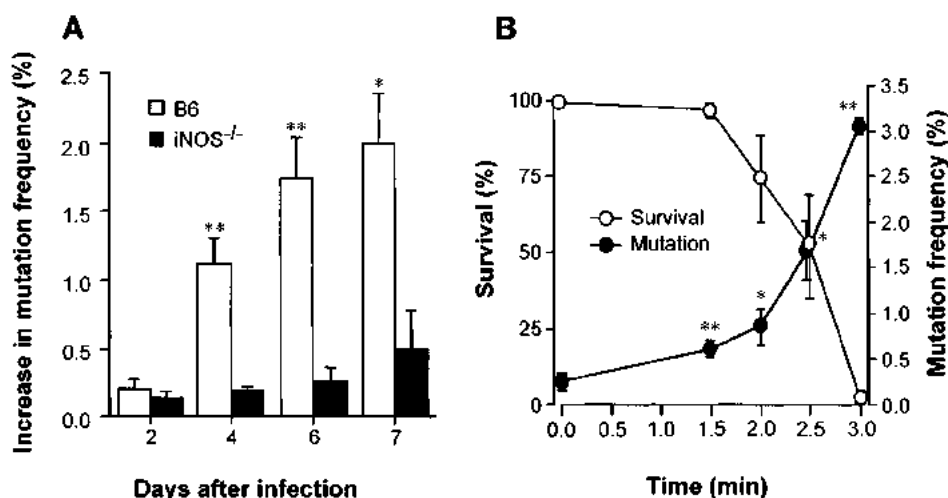 A
Increase in mutation frequency (%)
2.5
2.0
1.5
1.0
0.5
0.0
B6
iNOS⁻/⁻
**
**
*
2
4
6
7
Days after infection
B
Survival (%)
100
75
50
25
0
Survival
Mutation
**
*
*
**
3.5
3.0
2.5
2.0
1.5
1.0
0.5
0.0
Mutation frequency (%)
0.0 0.5 1.0 1.5 2.0 2.5 3.0
Time (min)